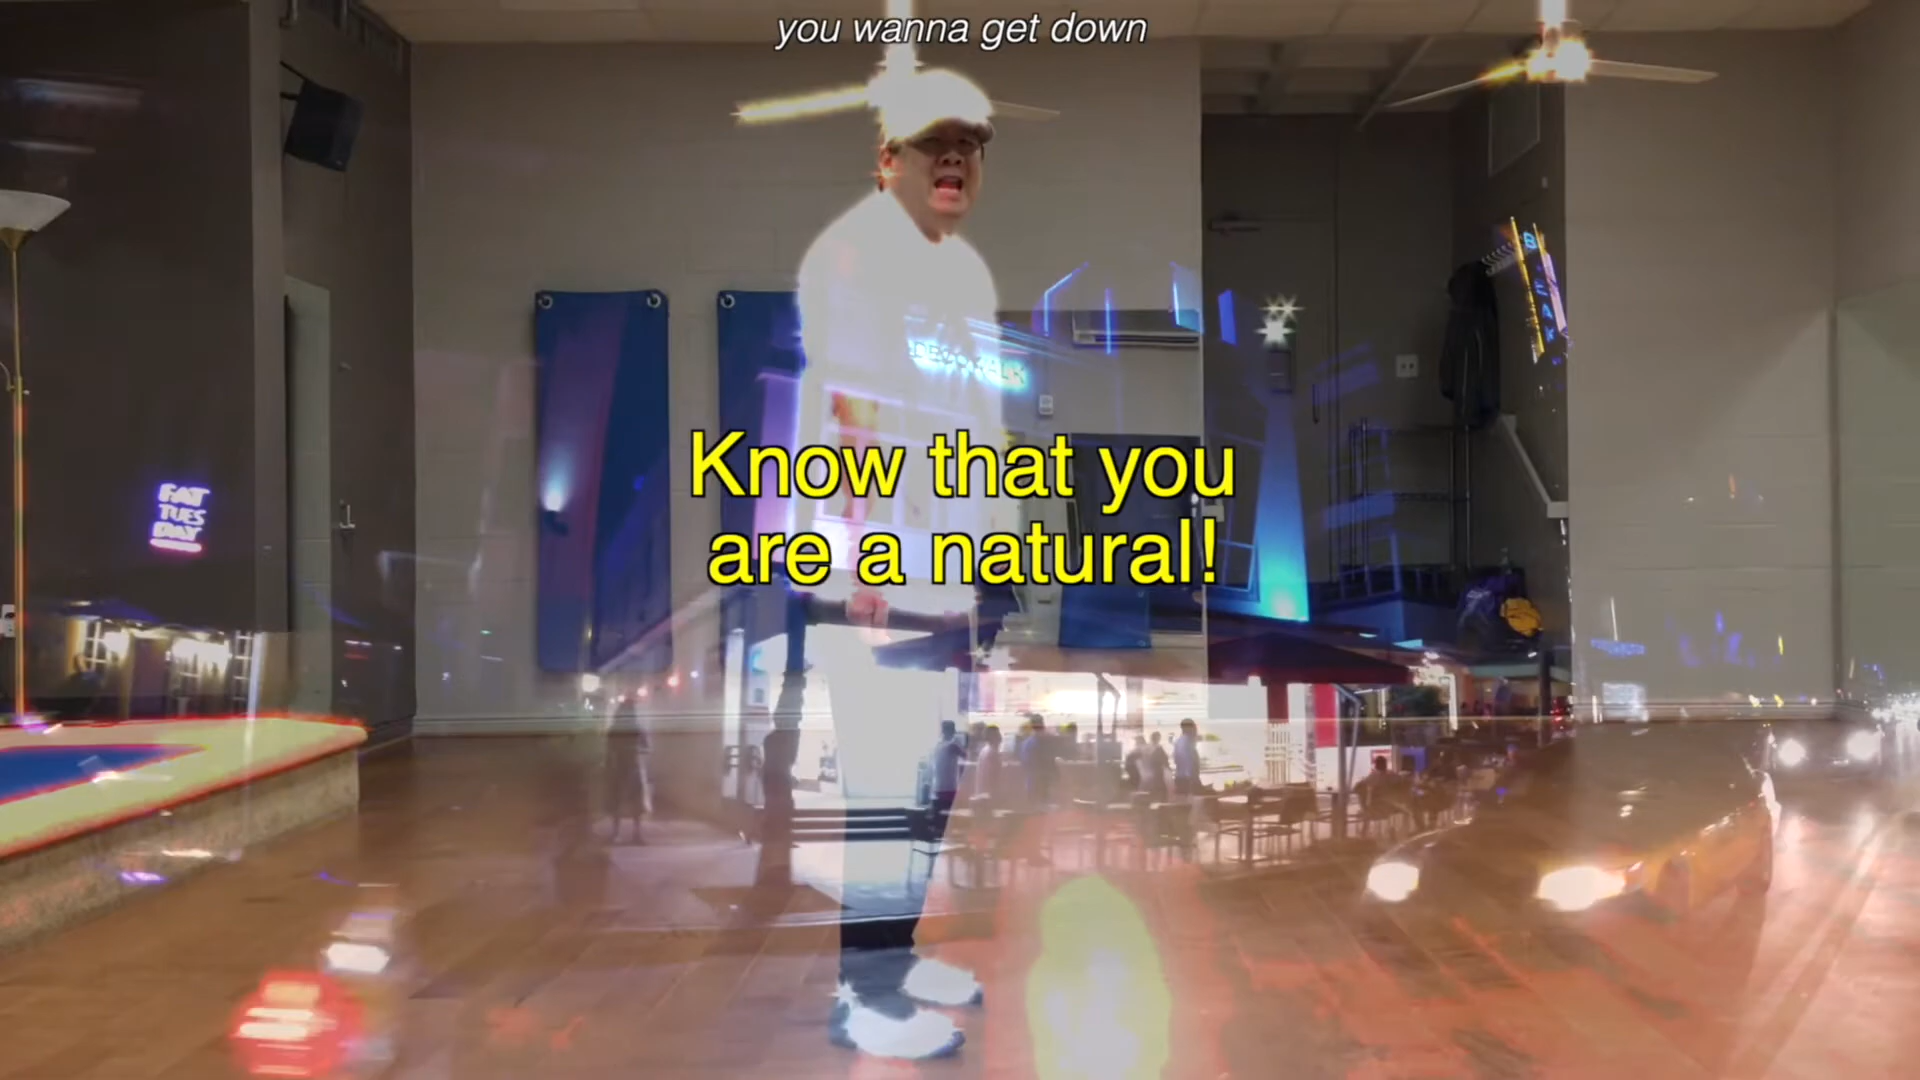 you wanna get down
Know that you
are a natural!
FAT
TUES
DAY